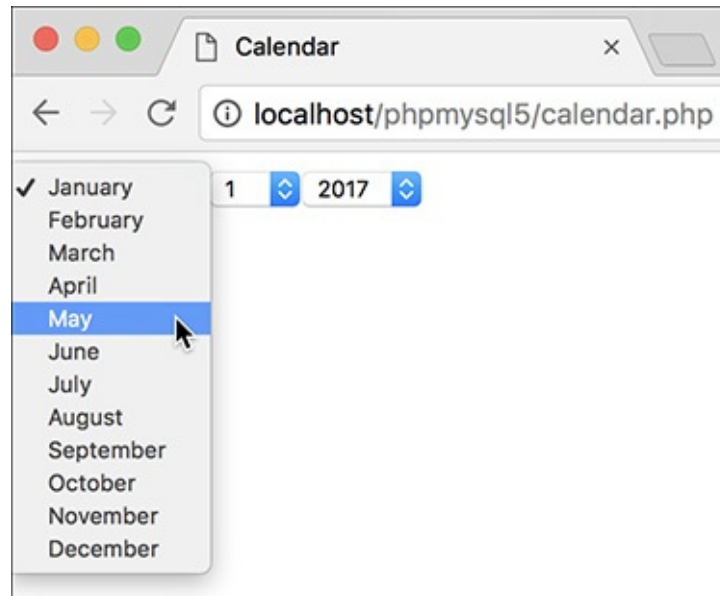 Calendar
localhost/phpmysql5/calendar.php
January 1 2017
February
March
April
May
June
July
August
September
October
November
December